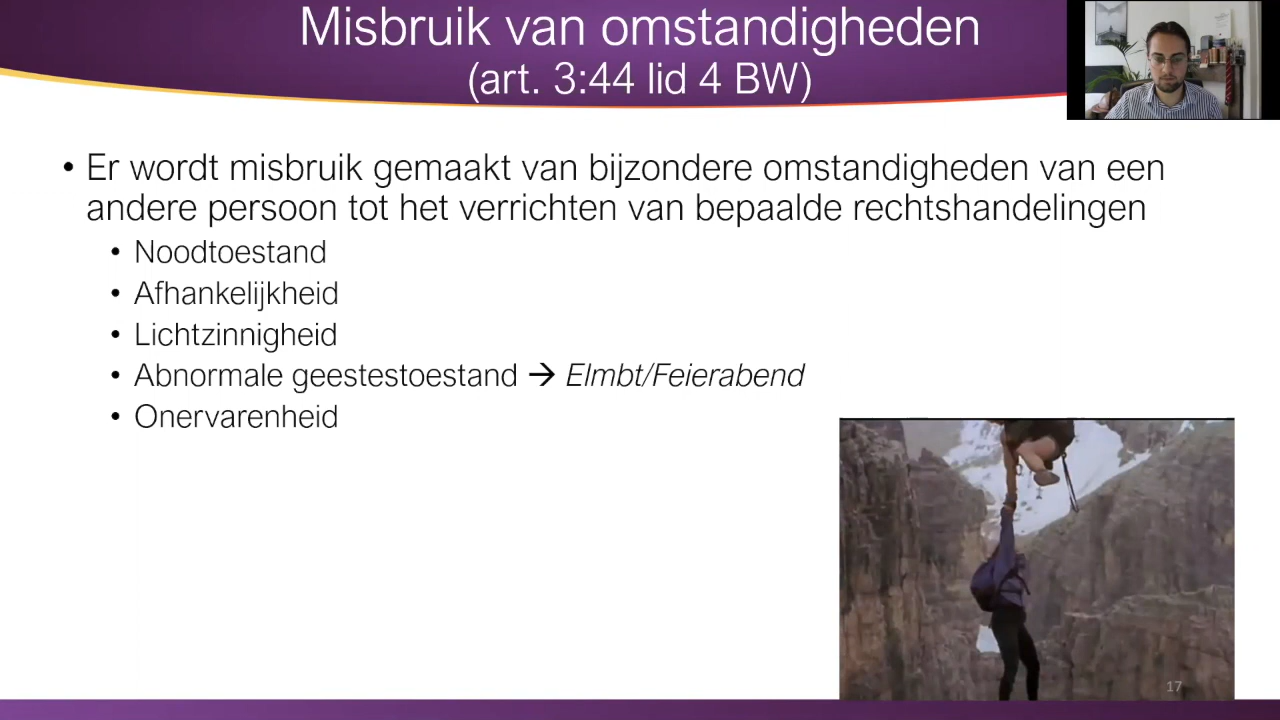 Misbruik van omstandigheden
(art. 3:44 lid 4 BW)
• Er wordt misbruik gemaakt van bijzondere omstandigheden van een
andere persoon tot het verrichten van bepaalde rechtshandelingen
• Noodtoestand
• Afhankelijkheid
• Lichtzinnigheid
• Abnormale geestestoestand → Elmbt/Feierabend
• Onervarenheid
17